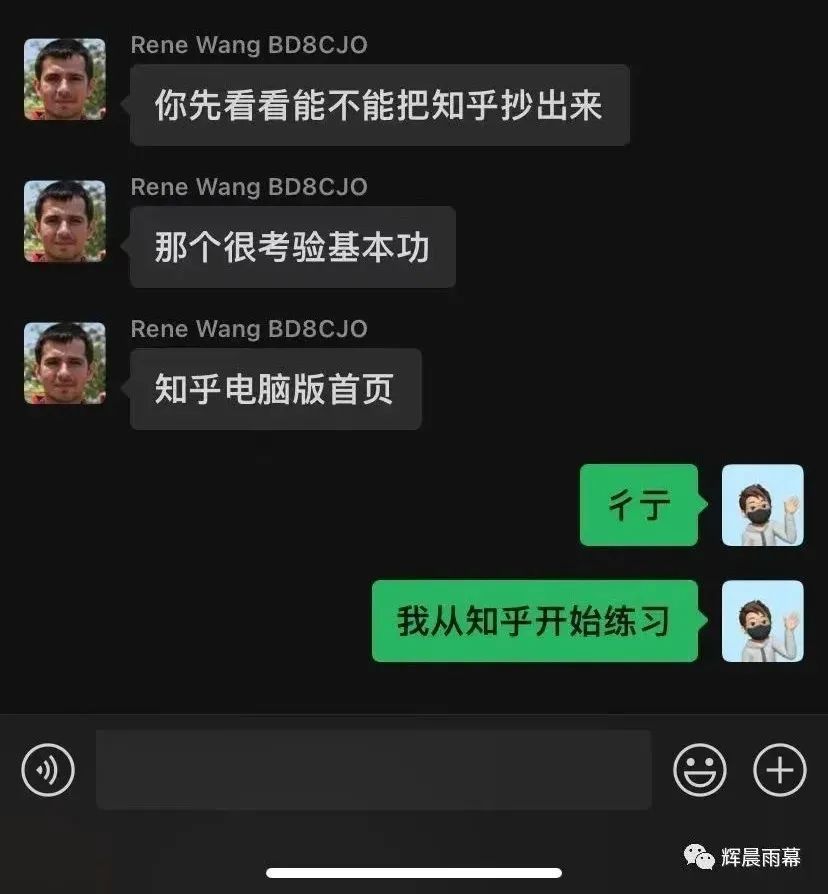 Rene Wang BD8CJO
你先看看能不能把知乎抄出来
Rene Wang BD8CJO
那个很考验基本功
Rene Wang BD8CJO
知乎电脑版首页
彳亍
我从知乎开始练习
辉晨雨幕